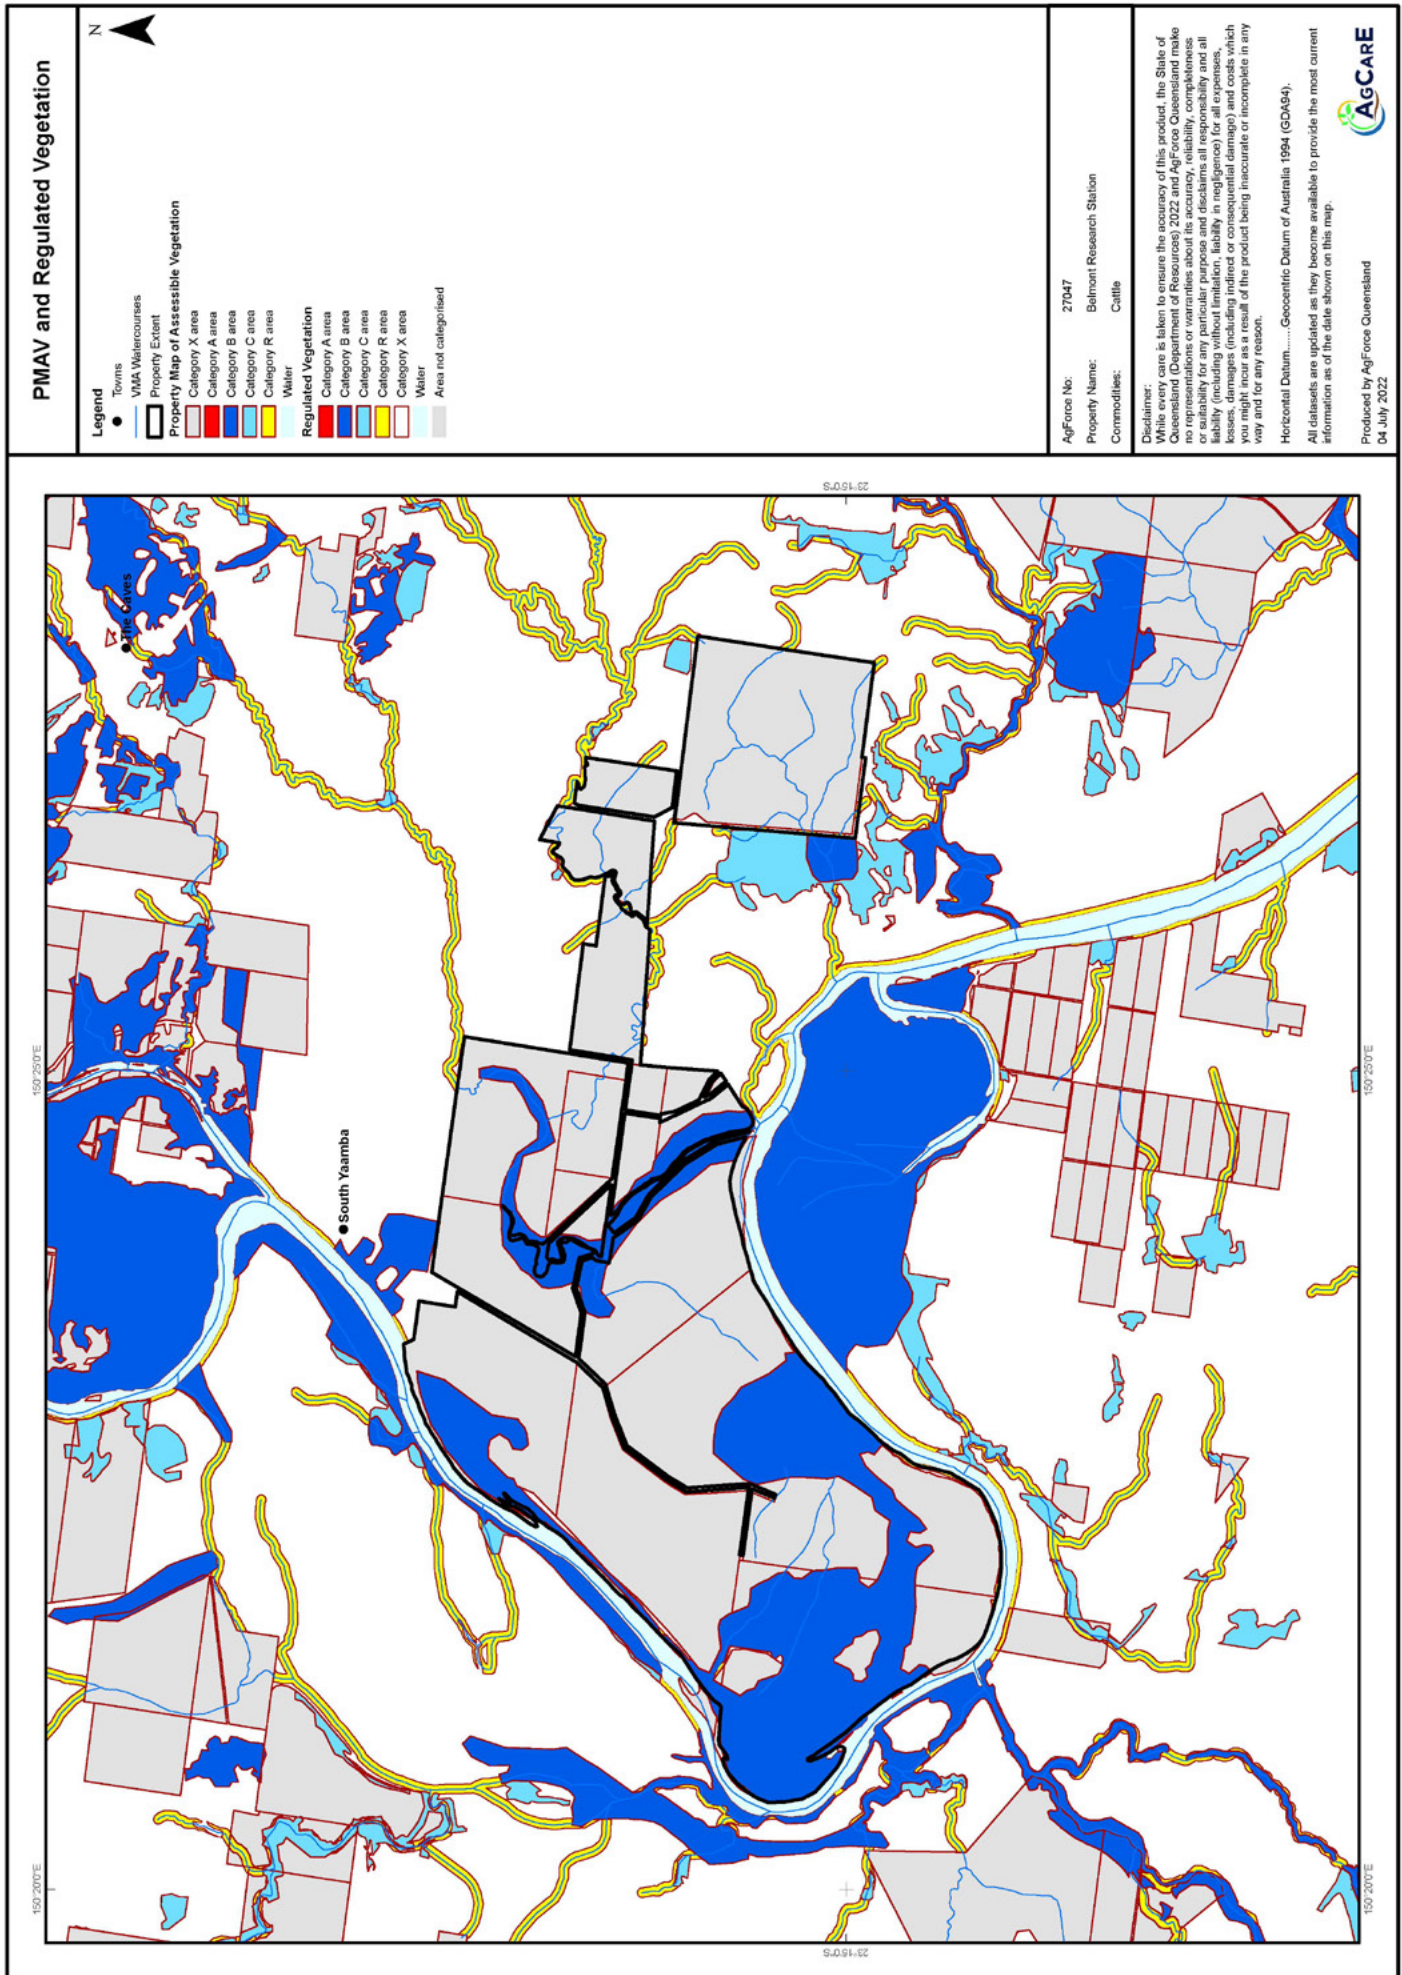 PMAV and Regulated Vegetation
N
Legend
Towns
VMA Watercourses
Property Extent
Property Map of Assessible Vegetation
Category X area
Category A area
Category B area
Category C area
Category R area
Water
Regulated Vegetation
Category A area
Category B area
Category C area
Category R area
Category X area
Water
Area not categorised
AgForce No: 27047
Property Name: Belmont Research Station
Commodities: Cattle
Disclaimer:
While every care is taken to ensure the accuracy of this product, the State of
Queensland (Department of Resources) 2022 and AgForce Queensland make
no representations or warranties about its accuracy, reliability, completeness
or suitability for any particular purpose and disclaims all responsibility and all
liability (including without limitation, liability in negligence) for all expenses,
losses, damages (including indirect or consequential damage) and costs which
you might incur as a result of the product being inaccurate or incomplete in any
way and for any reason.
Horizontal Datum.......Geocentric Datum of Australia 1994 (GDA94).
All datasets are updated as they become available to provide the most current
information as of the date shown on this map.
Produced by AgForce Queensland
04 July 2022
AGCARE
150°20'0"E
150°25'0"E
The Caves
South Yaamba
23°15'0"S
23°15'0"S
150°20'0"E
150°25'0"E